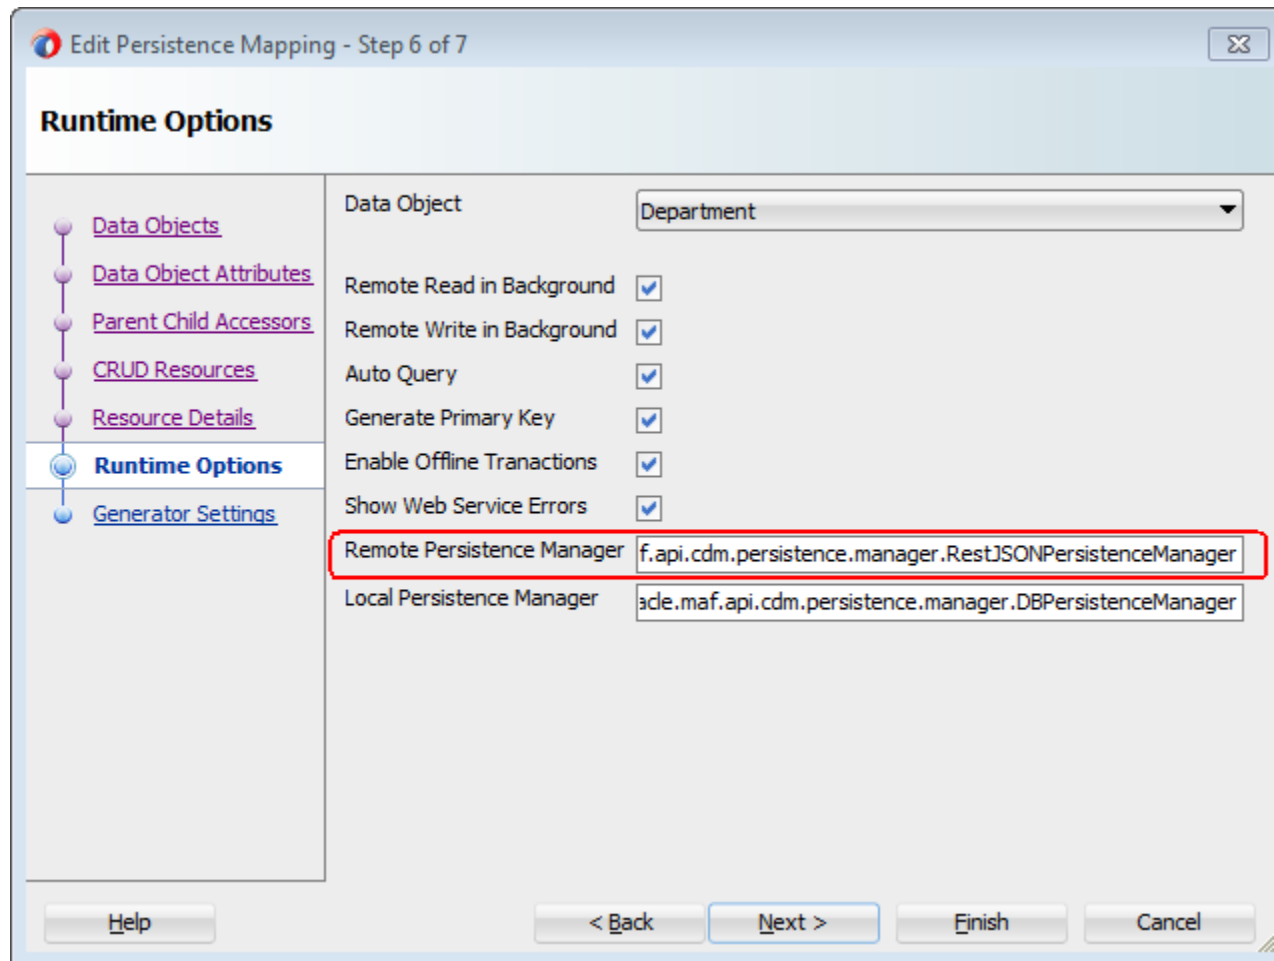 Edit Persistence Mapping - Step 6 of 7
Runtime Options
Data Objects
Data Object Attributes
Parent Child Accessors
CRUD Resources
Resource Details
Runtime Options
Generator Settings
Data Object Department
Remote Read in Background
Remote Write in Background
Auto Query
Generate Primary Key
Enable Offline Tranactions
Show Web Service Errors
Remote Persistence Manager f.api.cdm.persistence.manager.RestJSONPersistenceManager
Local Persistence Manager acle.maf.api.cdm.persistence.manager.DBPersistenceManager
Help < Back Next > Finish Cancel